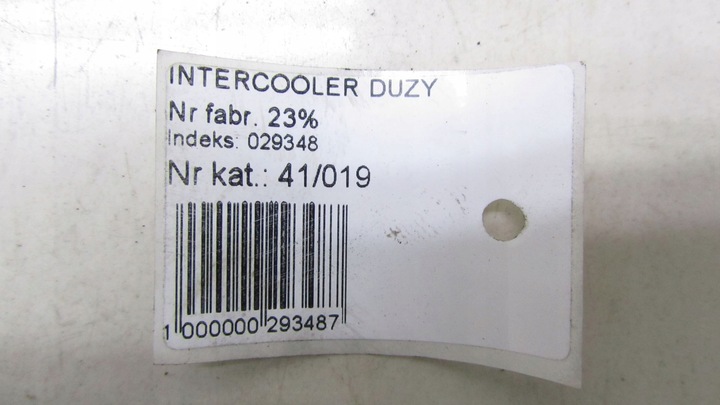 INTERCOOLER DUZY
Nr fabr. 23%
Indeks: 029348
Nr kat.: 41/019
1 000000 293487